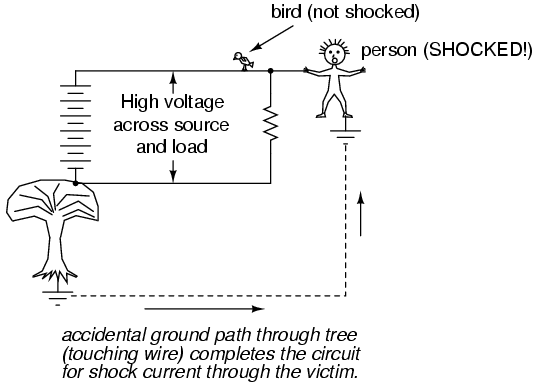 bird (not shocked)
person (SHOCKED!)
High voltage
across source
and load
accidental ground path through tree
(touching wire) completes the circuit
for shock current through the victim.